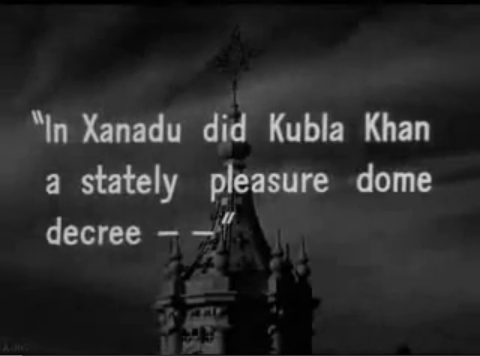 “In Xanadu did Kubla Khan
a stately pleasure dome
decree – –”